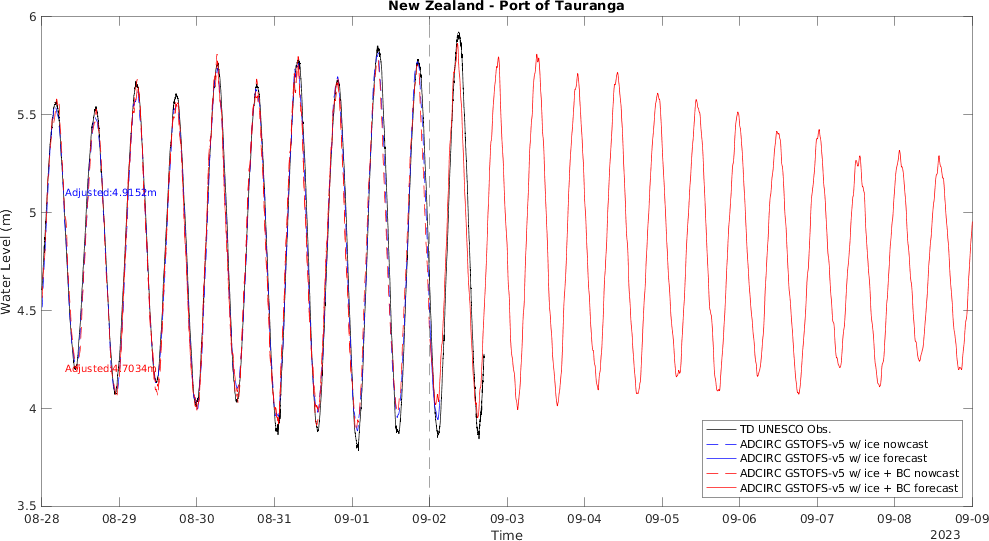 New Zealand - Port of Tauranga
6
5.5
5
4.5
4
3.5
Water Level (m)
Adjusted:4.9152m
Adjusted:4.7034m
TD UNESCO Obs.
ADCIRC GSTOFS-v5 w/ ice nowcast
ADCIRC GSTOFS-v5 w/ ice forecast
ADCIRC GSTOFS-v5 w/ ice + BC nowcast
ADCIRC GSTOFS-v5 w/ ice + BC forecast
08-28 08-29 08-30 08-31 09-01 09-02 09-03 09-04 09-05 09-06 09-07 09-08 09-09
Time
2023